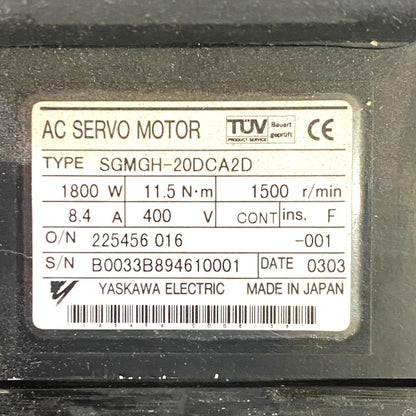 AC SERVO MOTOR TÜV PRODUCT SERVICE Bauart geprüft CE
TYPE SGMGH-20DCA2D
1800 W 11.5 N·m 1500 r/min
8.4 A 400 V CONT ins. F
O/N 225456 016 -001
S/N B0033B894610001 DATE 0303
YASKAWA ELECTRIC MADE IN JAPAN